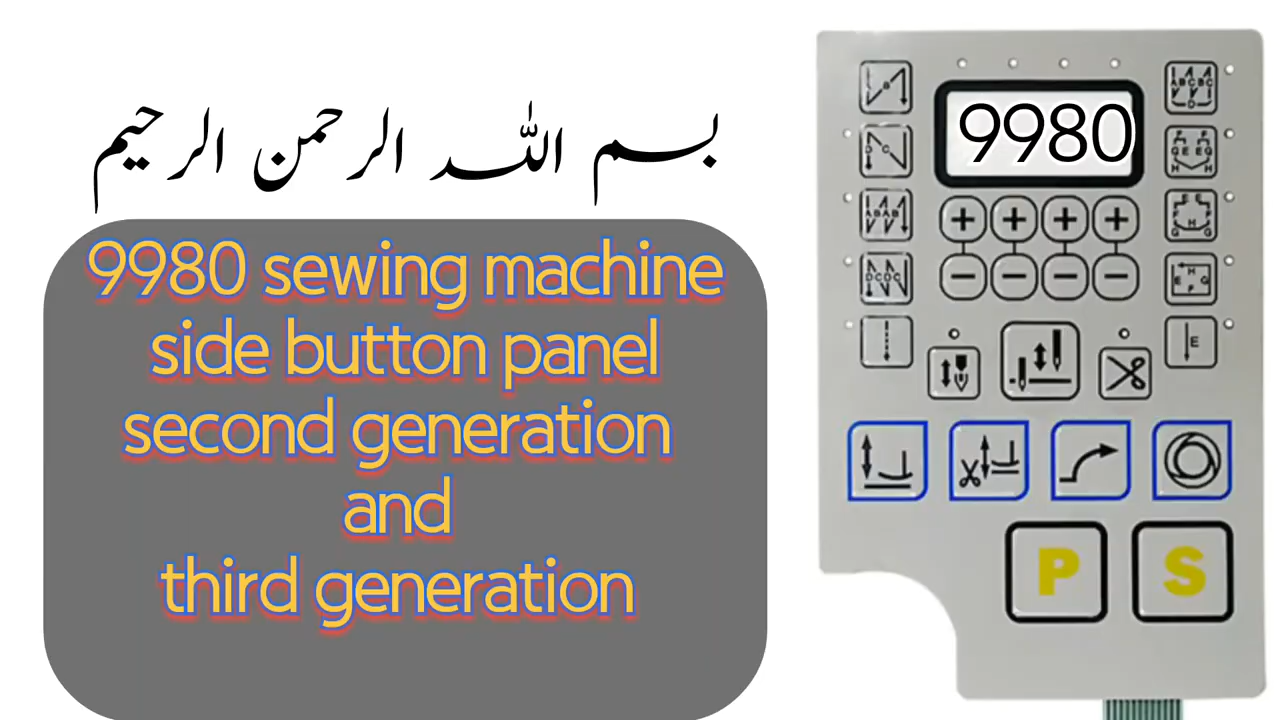 بسم اللہ الرحمن الرحیم
9980 sewing machine
side button panel
second generation
and
third generation
9980
P S